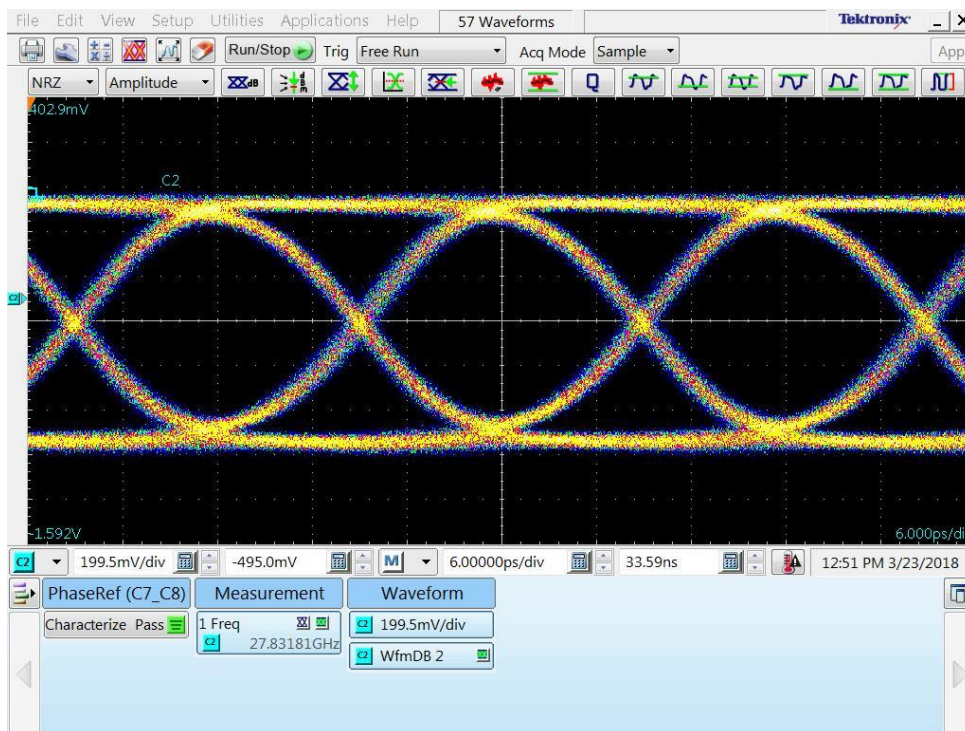 File Edit View Setup Utilities Applications Help 57 Waveforms Tektronix
Run/Stop Trig Free Run Acq Mode Sample App
NRZ Amplitude dB Q
402.9mV
C2
C2
-1.592V 6.000ps/div
C2 199.5mV/div -495.0mV M 6.00000ps/div 33.59ns 12:51 PM 3/23/2018
PhaseRef (C7_C8) Measurement Waveform
Characterize Pass 1 Freq C2 199.5mV/div
C2 27.83181GHz C2 WfmDB 2